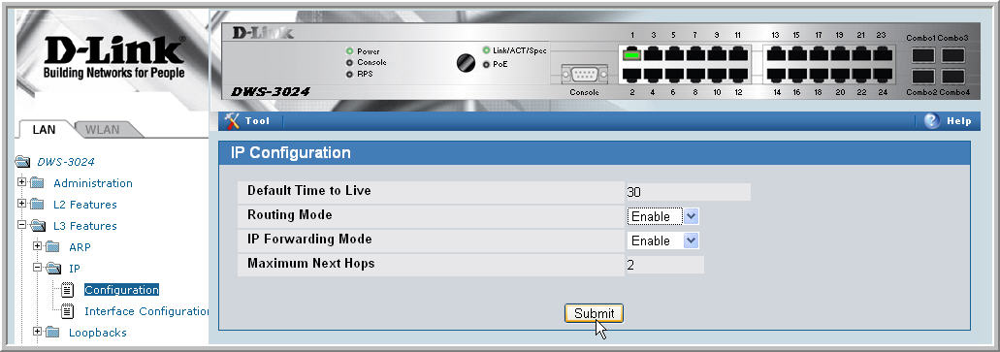 D-Link
Building Networks for People
D-Link
Power
Console
RPS
Link/ACT/Spec
PoE
Console
DWS-3024
1 3 5 7 9 11 13 15 17 19 21 23
2 4 6 8 10 12 14 16 18 20 22 24
Combo1 Combo3
Combo2 Combo4
LAN
WLAN
Tool
Help
DWS-3024
Administration
L2 Features
L3 Features
ARP
IP
Configuration
Interface Configuration
Loopbacks
IP Configuration
Default Time to Live 30
Routing Mode Enable
IP Forwarding Mode Enable
Maximum Next Hops 2
Submit